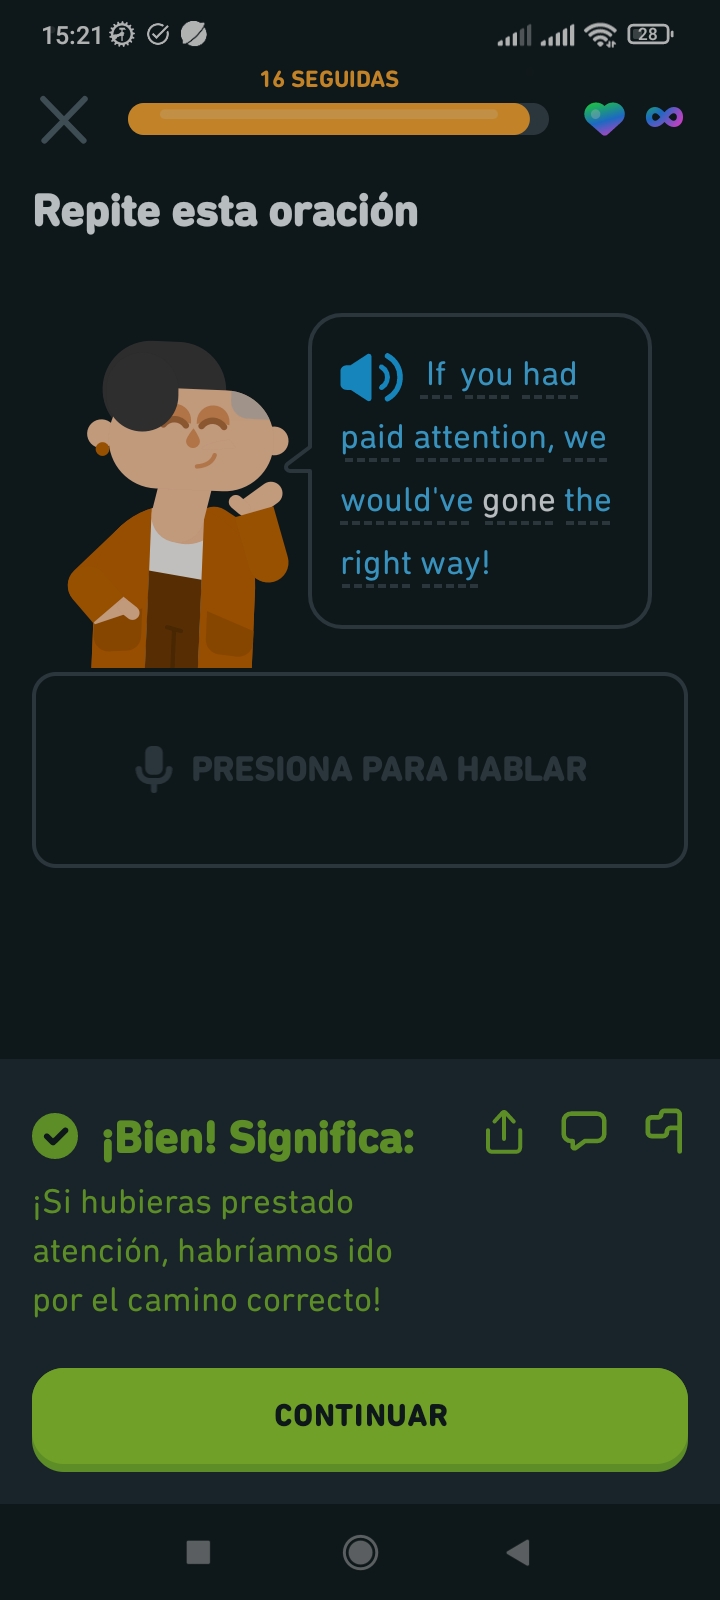 15:21
28
16 SEGUIDAS
Repite esta oración
If you had
paid attention, we
would've gone the
right way!
PRESIONA PARA HABLAR
¡Bien! Significa:
¡Si hubieras prestado
atención, habríamos ido
por el camino correcto!
CONTINUAR